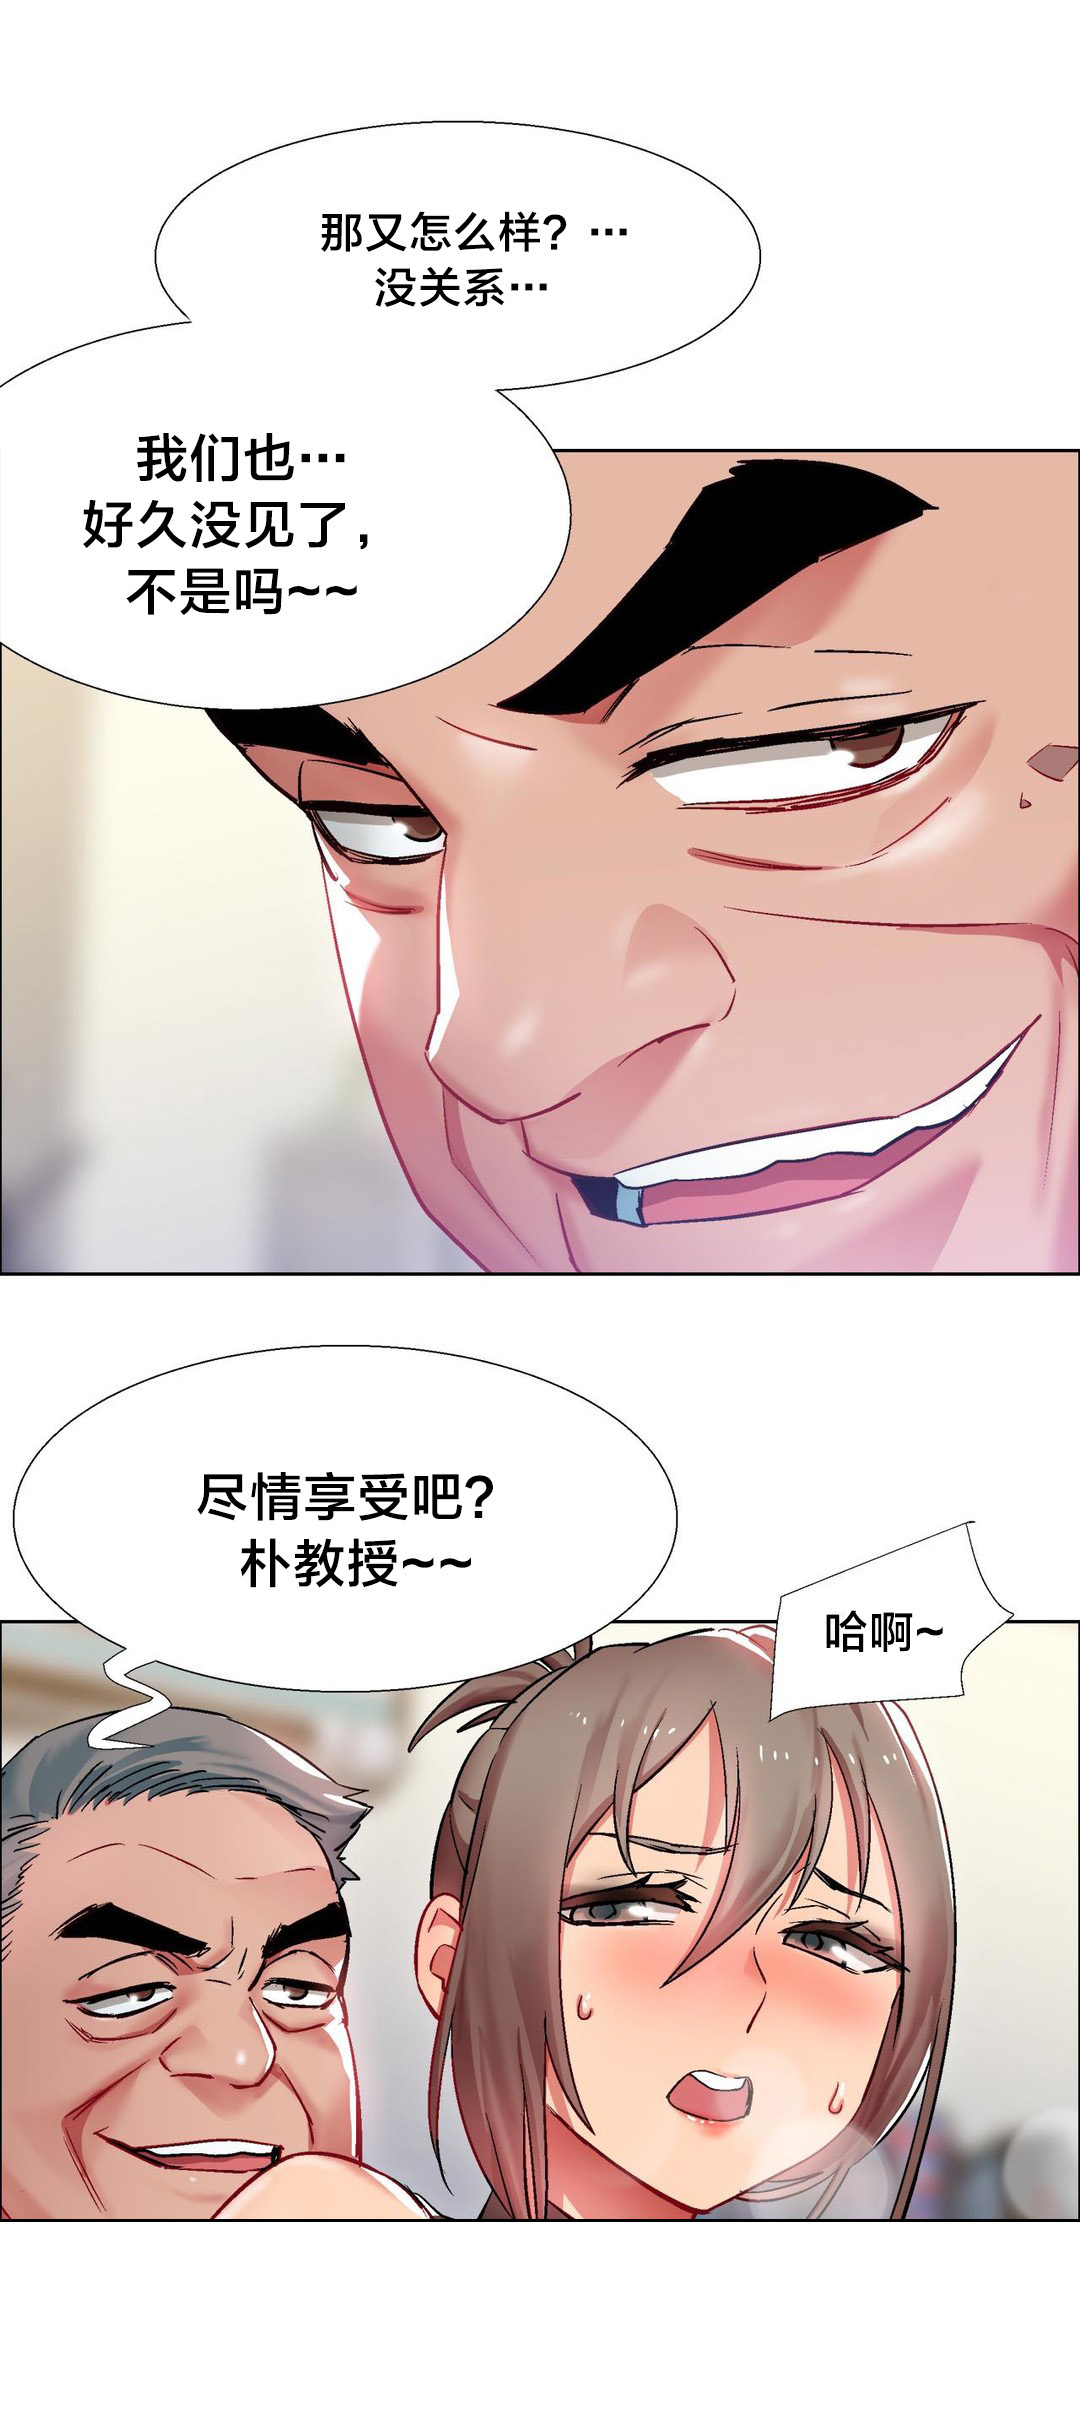 那又怎么样？…
没关系…
我们也…
好久没见了，
不是吗~~
尽情享受吧？
朴教授~~
哈啊~